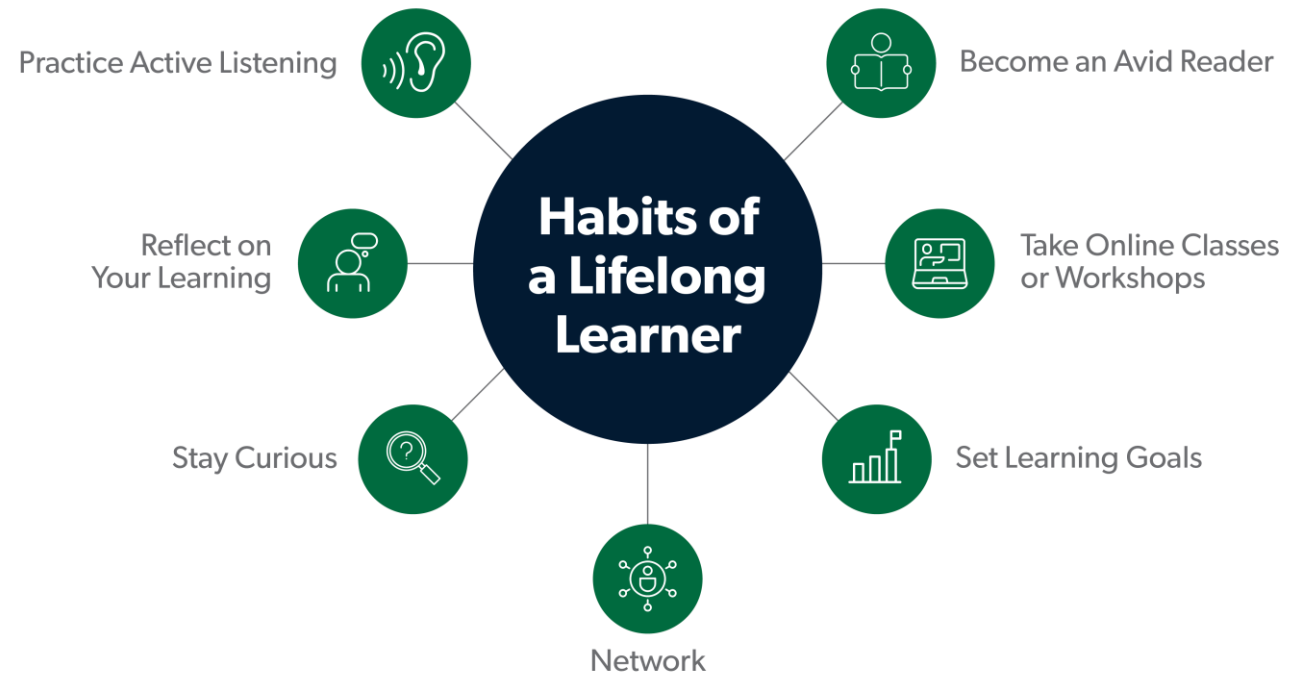 Practice Active Listening
Become an Avid Reader
Habits of
a Lifelong
Learner
Reflect on
Your Learning
Take Online Classes
or Workshops
Stay Curious
?
Set Learning Goals
Network